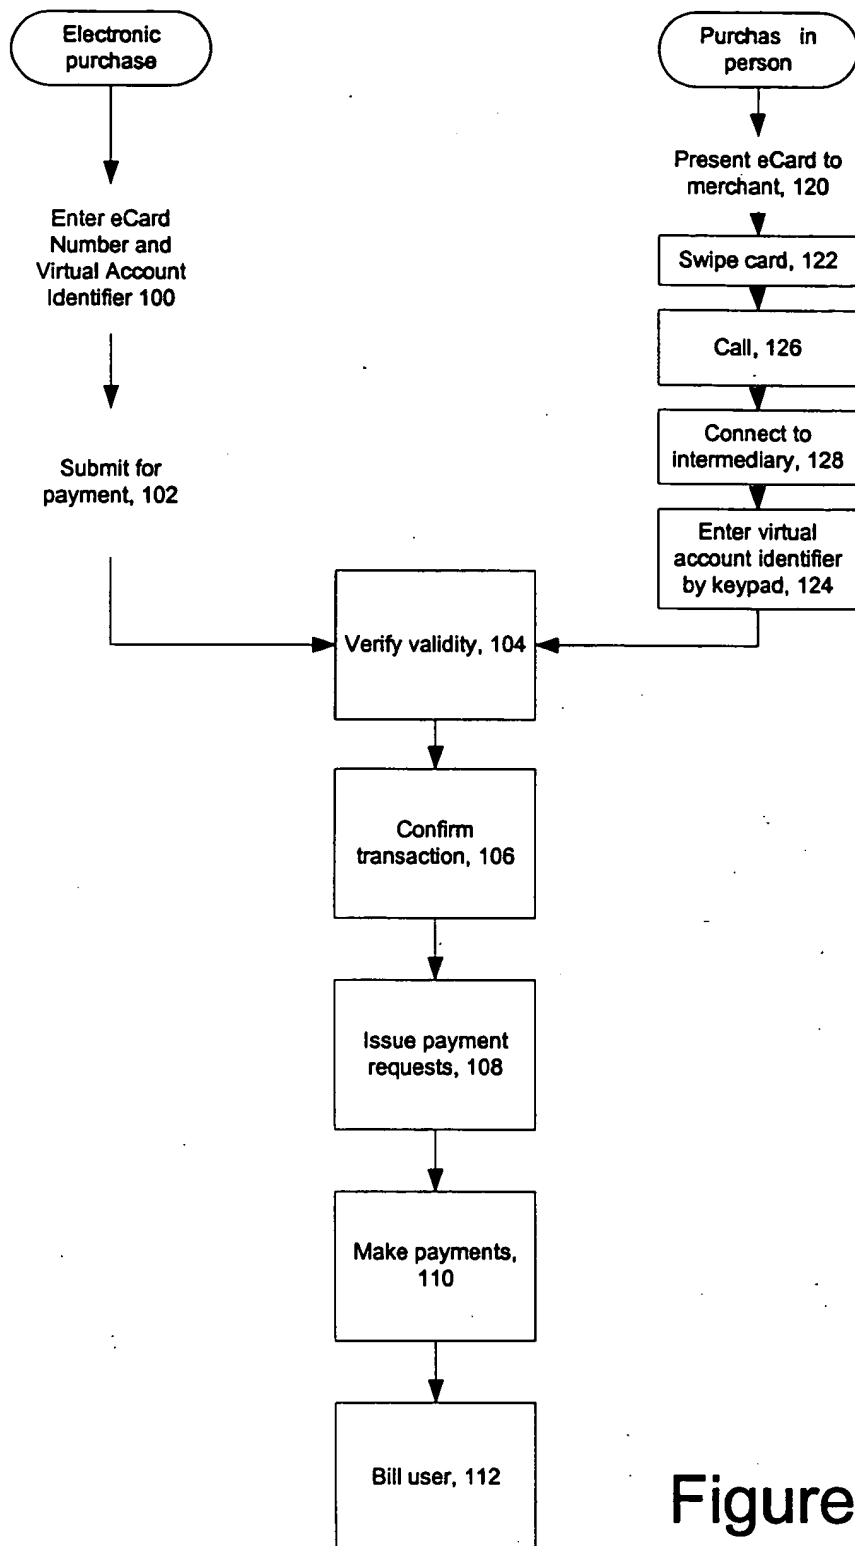 Electronic
purchase
Enter eCard
Number and
Virtual Account
Identifier 100
Submit for
payment, 102
Purchas in
person
Present eCard to
merchant, 120
Swipe card, 122
Call, 126
Connect to
intermediary, 128
Enter virtual
account identifier
by keypad, 124
Verify validity, 104
Confirm
transaction, 106
Issue payment
requests, 108
Make payments,
110
Bill user, 112
Figure